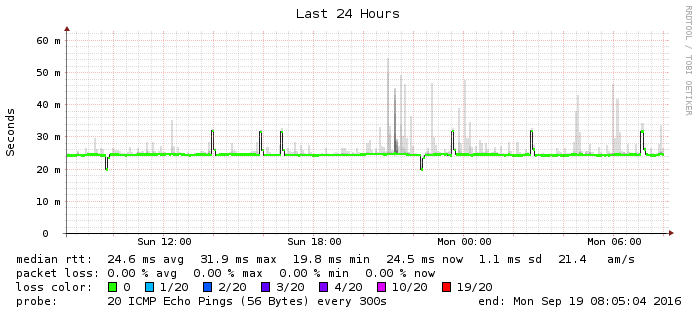 Last 24 Hours
RRDTOOL / TOBI OETIKER
Seconds
60 m
50 m
40 m
30 m
20 m
10 m
0
Sun 12:00 Sun 18:00 Mon 00:00 Mon 06:00
median rtt: 24.6 ms avg 31.9 ms max 19.8 ms min 24.5 ms now 1.1 ms sd 21.4 am/s
packet loss: 0.00 % avg 0.00 % max 0.00 % min 0.00 % now
loss color: 0 1/20 2/20 3/20 4/20 10/20 19/20
probe: 20 ICMP Echo Pings (56 Bytes) every 300s end: Mon Sep 19 08:05:04 2016